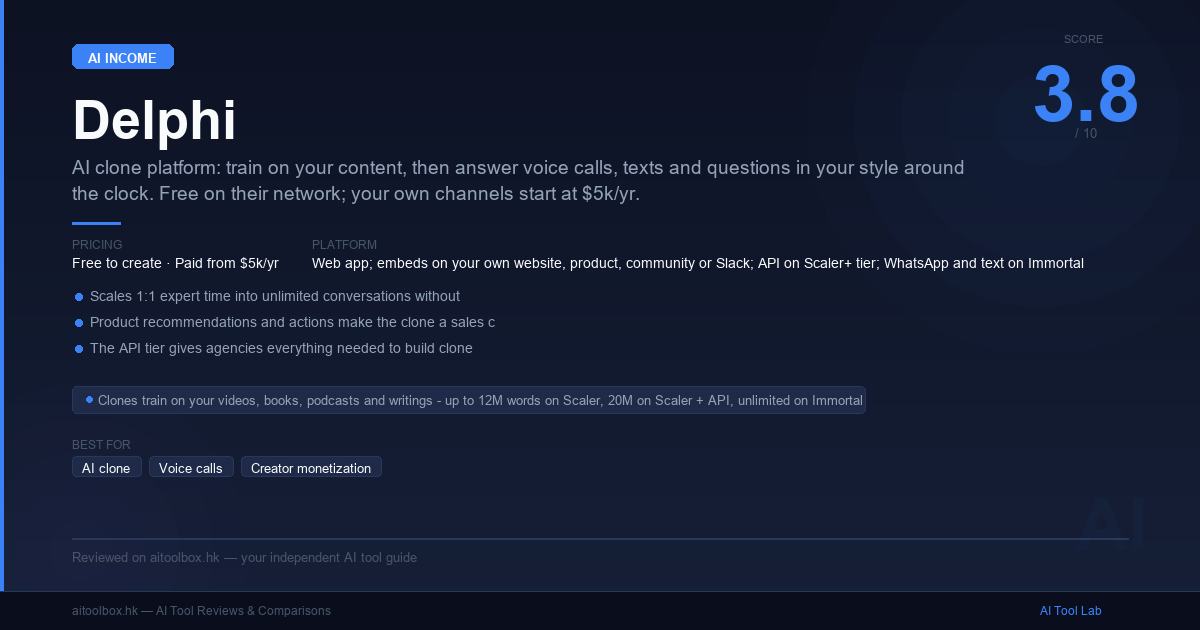 AI INCOME
SCORE
3.8
/ 10
Delphi
AI clone platform: train on your content, then answer voice calls, texts and questions in your style around
the clock. Free on their network; your own channels start at $5k/yr.
PRICING
PLATFORM
Free to create · Paid from $5k/yr
Web app; embeds on your own website, product, community or Slack; API on Scaler+ tier; WhatsApp and text on Immortal
Scales 1:1 expert time into unlimited conversations without
Product recommendations and actions make the clone a sales c
The API tier gives agencies everything needed to build clone
Clones train on your videos, books, podcasts and writings - up to 12M words on Scaler, 20M on Scaler + API, unlimited on Immortal
BEST FOR
AI clone
Voice calls
Creator monetization
AI
Reviewed on aitoolbox.hk — your independent AI tool guide
aitoolbox.hk — AI Tool Reviews & Comparisons
AI Tool Lab